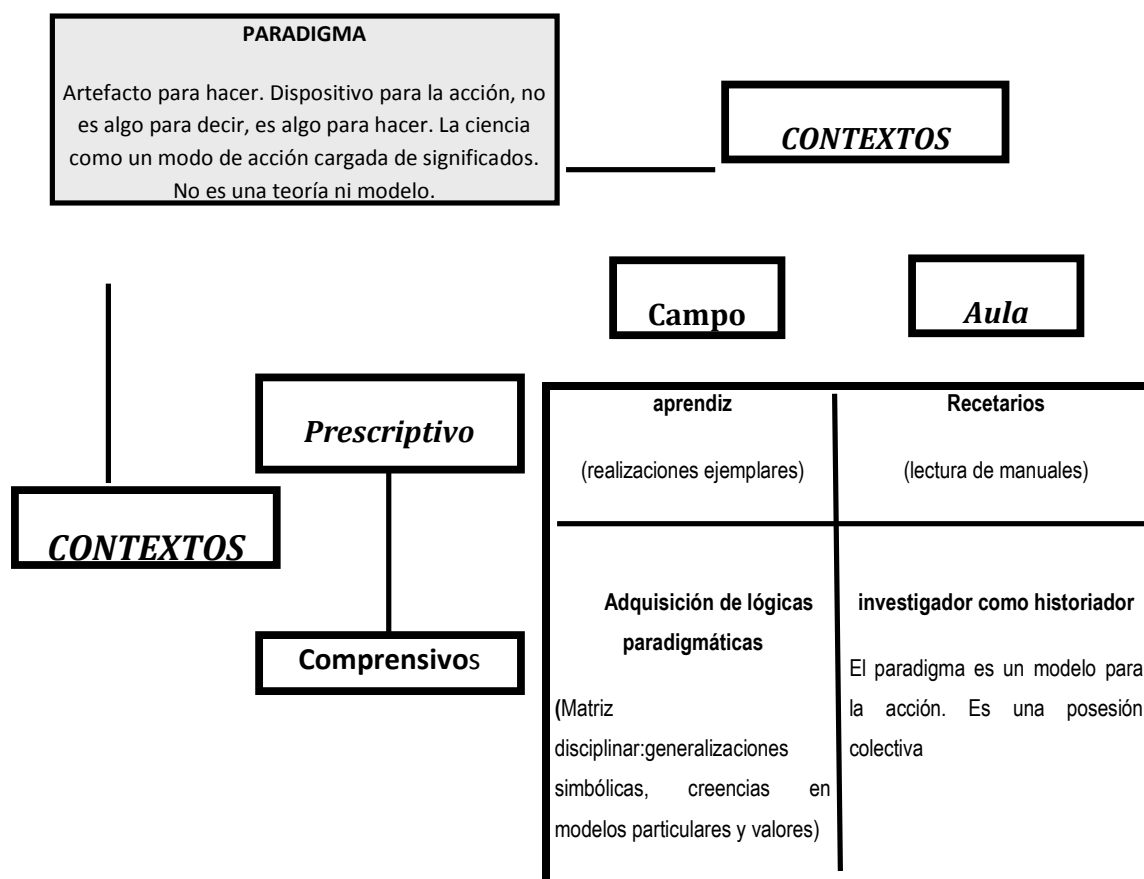 PARADIGMA
Artefacto para hacer. Dispositivo para la acción, no
es algo para decir, es algo para hacer. La ciencia
como un modo de acción cargada de significados.
No es una teoría ni modelo.
CONTEXTOS
Campo
Aula
Prescriptivo
CONTEXTOS
Comprensivos
aprendiz
(realizaciones ejemplares)
Recetarios
(lectura de manuales)
Adquisición de lógicas
paradigmáticas
(Matriz
disciplinar:generalizaciones
simbólicas, creencias en
modelos particulares y valores)
investigador como historiador
El paradigma es un modelo para
la acción. Es una posesión
colectiva